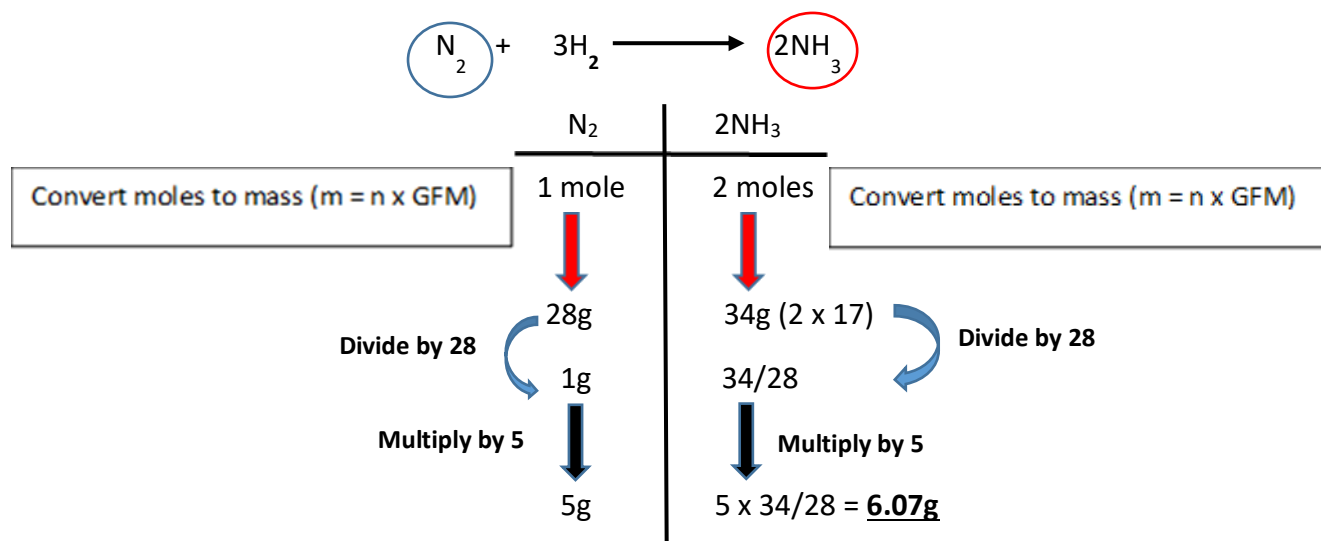 N₂ + 3H₂ 2NH₃
N₂ 2NH₃
Convert moles to mass (m = n x GFM) 1 mole 2 moles Convert moles to mass (m = n x GFM)
28g 34g (2 x 17)
Divide by 28 Divide by 28
1g 34/28
Multiply by 5 Multiply by 5
5g 5 x 34/28 = 6.07g